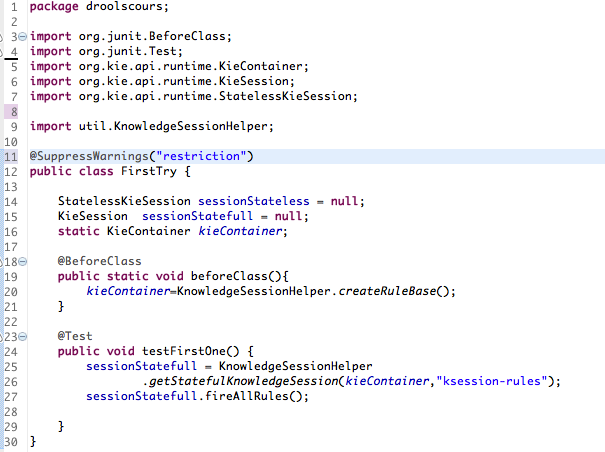 1 package droolscours;
2
3 import org.junit.BeforeClass;
4 import org.junit.Test;
5 import org.kie.api.runtime.KieContainer;
6 import org.kie.api.runtime.KieSession;
7 import org.kie.api.runtime.StatelessKieSession;
8
9 import util.KnowledgeSessionHelper;
10
11 @SuppressWarnings("restriction")
12 public class FirstTry {
13
14     StatelessKieSession sessionStateless = null;
15     KieSession  sessionStatefull = null;
16     static KieContainer kieContainer;
17
18     @BeforeClass
19     public static void beforeClass(){
20         kieContainer=KnowledgeSessionHelper.createRuleBase();
21     }
22
23     @Test
24     public void testFirstOne() {
25         sessionStatefull = KnowledgeSessionHelper
26                 .getStatefulKnowledgeSession(kieContainer,"ksession-rules");
27         sessionStatefull.fireAllRules();
28
29     }
30 }